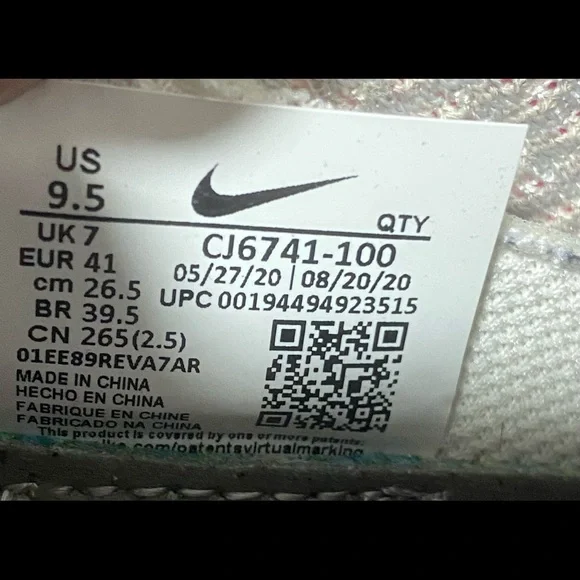 US
9.5
QTY
UK 7
CJ6741-100
EUR 41
05/27/20 | 08/20/20
cm 26.5
UPC 00194494923515
BR 39.5
CN 265(2.5)
01EE89REVA7AR
MADE IN CHINA
HECHO EN CHINA
FABRIQUE EN CHINE
FABRICADO NA CHINA
This product is covered by one or more patents.
.com/patentsvirtualmarking